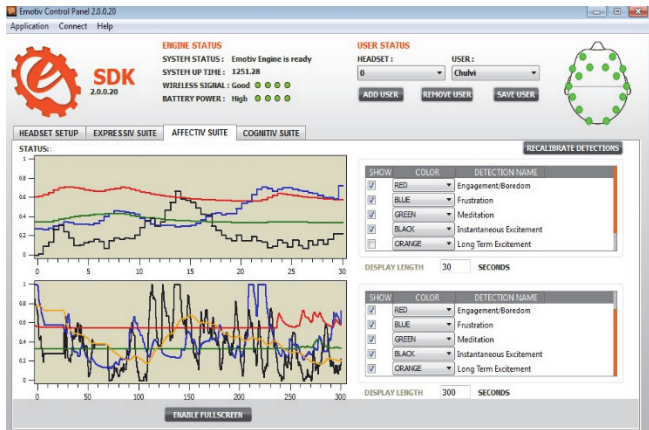 Emotiv Control Panel 2.0.0.20
Application Connect Help
SDK
2.0.0.20
ENGINE STATUS
SYSTEM STATUS: Emotiv Engine is ready
SYSTEM UP TIME: 1251.28
WIRELESS SIGNAL: Good
BATTERY POWER: High
USER STATUS
HEADSET: USER:
0 Chulvi
ADD USER REMOVE USER SAVE USER
HEADSET SETUP EXPRESSIV SUITE AFFECTIV SUITE COGNITIV SUITE
STATUS:
RECALIBRATE DETECTIONS
1
0.8
0.6
0.4
0.2
0
0 5 10 15 20 25 30
SHOW COLOR DETECTION NAME
RED Engagement/Boredom
BLUE Frustration
GREEN Meditation
BLACK Instantaneous Excitement
ORANGE Long Term Excitement
DISPLAY LENGTH 30 SECONDS
1
0.8
0.6
0.4
0.2
0
0 50 100 150 200 250 300
SHOW COLOR DETECTION NAME
RED Engagement/Boredom
BLUE Frustration
GREEN Meditation
BLACK Instantaneous Excitement
ORANGE Long Term Excitement
DISPLAY LENGTH 300 SECONDS
ENABLE FULLSCREEN